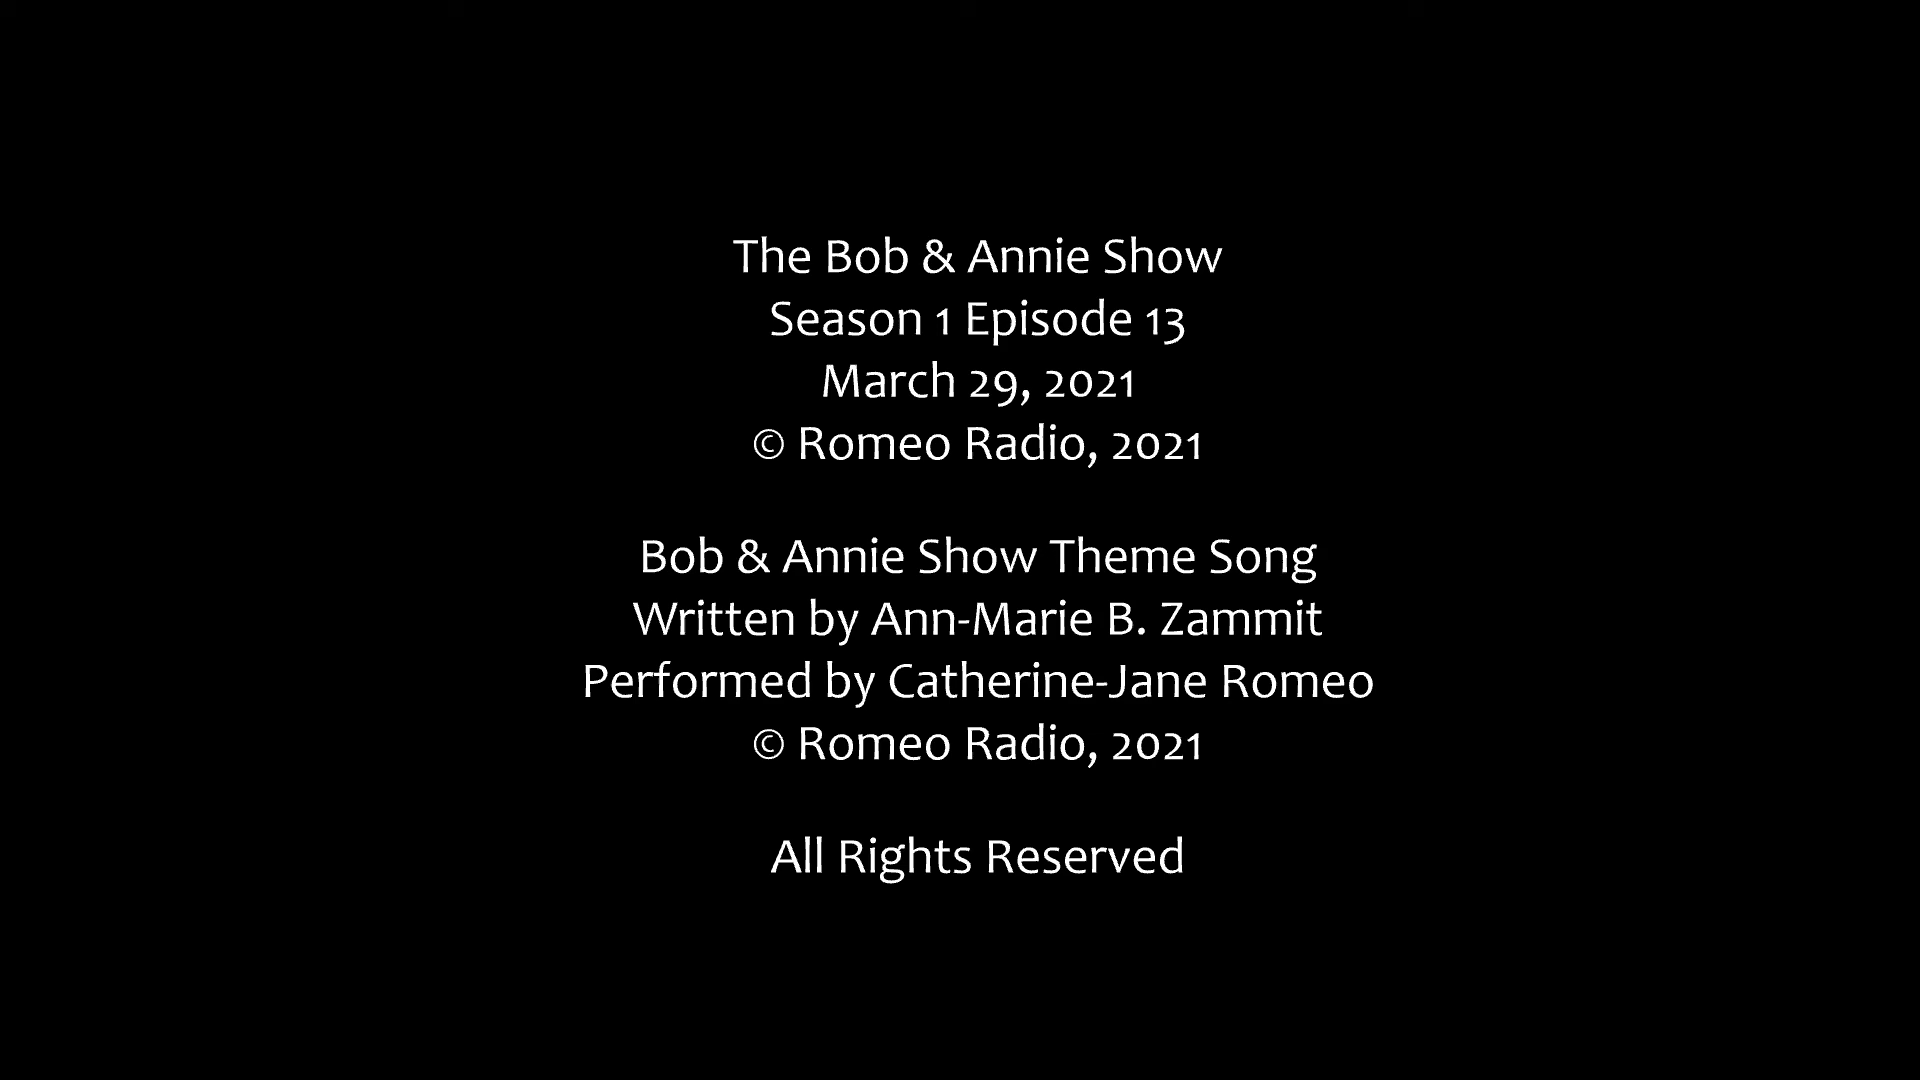 The Bob & Annie Show
Season 1 Episode 13
March 29, 2021
© Romeo Radio, 2021
Bob & Annie Show Theme Song
Written by Ann-Marie B. Zammit
Performed by Catherine-Jane Romeo
© Romeo Radio, 2021
All Rights Reserved